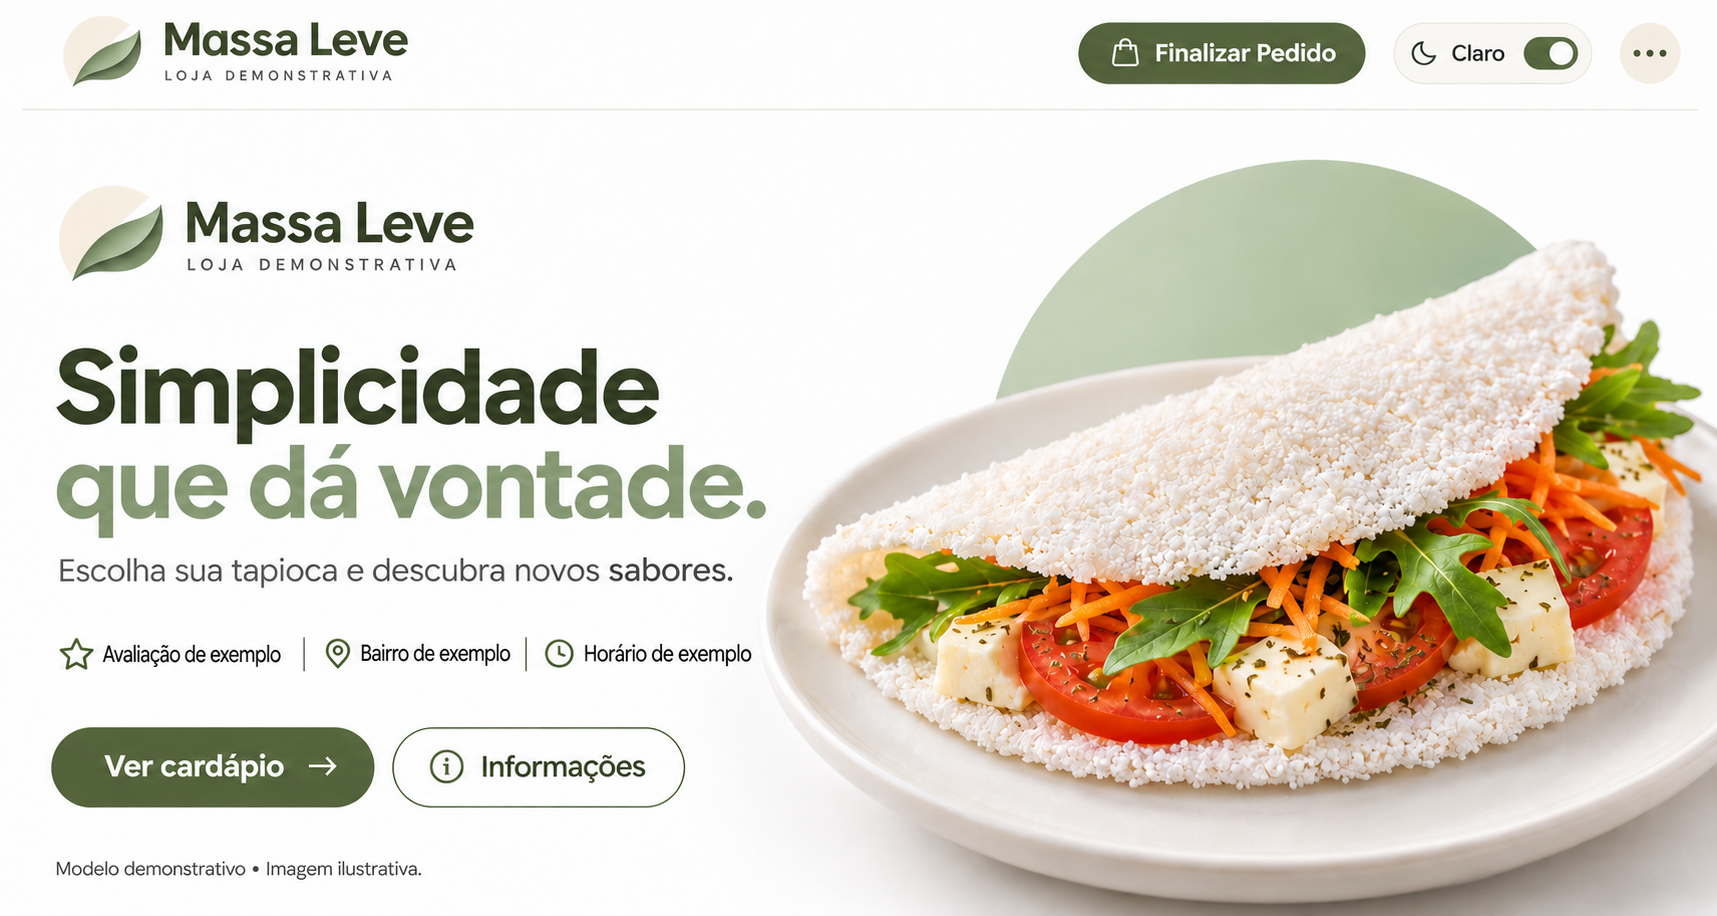 Massa Leve
LOJA DEMONSTRATIVA
Finalizar Pedido
Claro
Massa Leve
LOJA DEMONSTRATIVA
Simplicidade
que dá vontade.
Escolha sua tapioca e descubra novos sabores.
Avaliação de exemplo
Bairro de exemplo
Horário de exemplo
Ver cardápio
Informações
Modelo demonstrativo • Imagem ilustrativa.